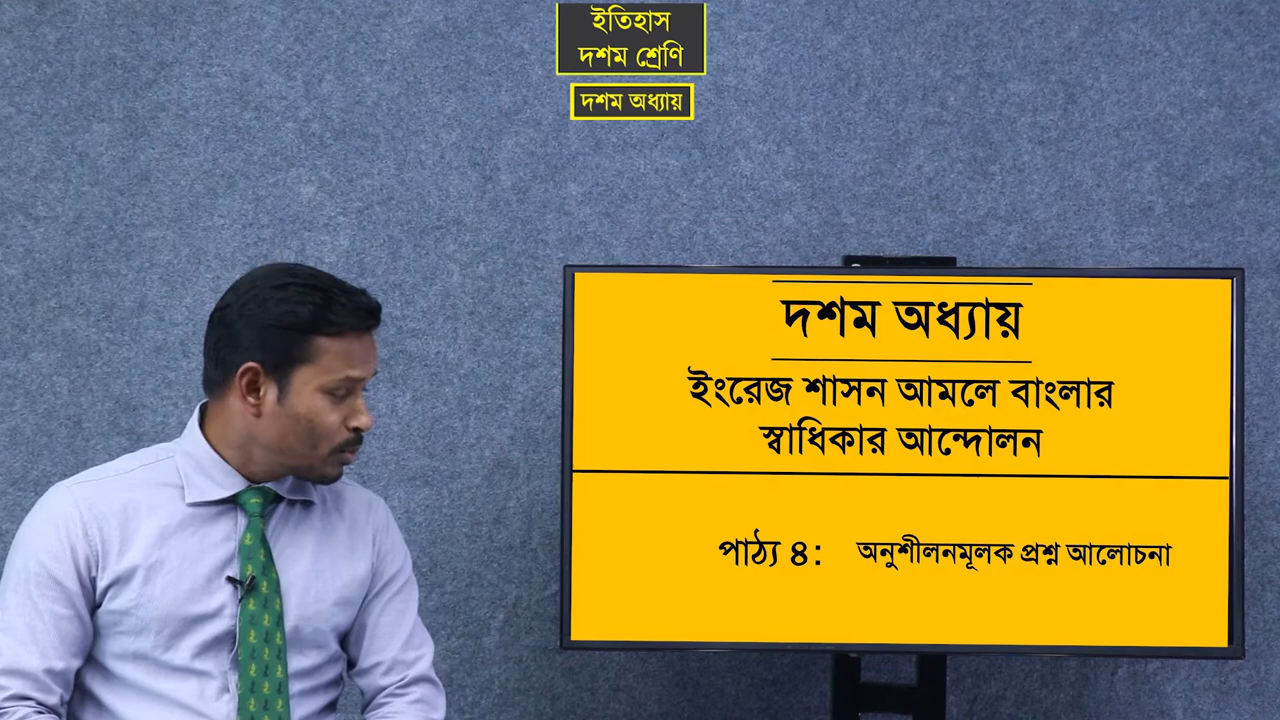 ইতিহাস
দশম শ্রেণি
দশম অধ্যায়
দশম অধ্যায়
ইংরেজ শাসন আমলে বাংলার
স্বাধিকার আন্দোলন
পাঠ্য ৪: অনুশীলনমূলক প্রশ্ন আলোচনা